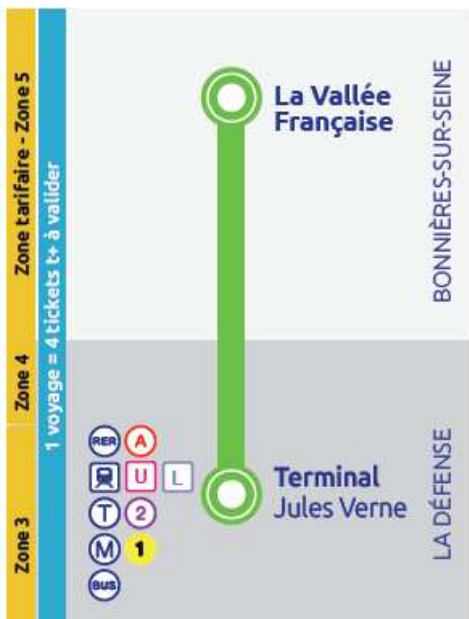 Zone tarifaire - Zone 5
Zone 4
Zone 3
1 voyage = 4 tickets t+ à valider
La Vallée
Française
BONNIÈRES-SUR-SEINE
RER A
U L
T 2
M 1
BUS
Terminal
Jules Verne
LA DÉFENSE